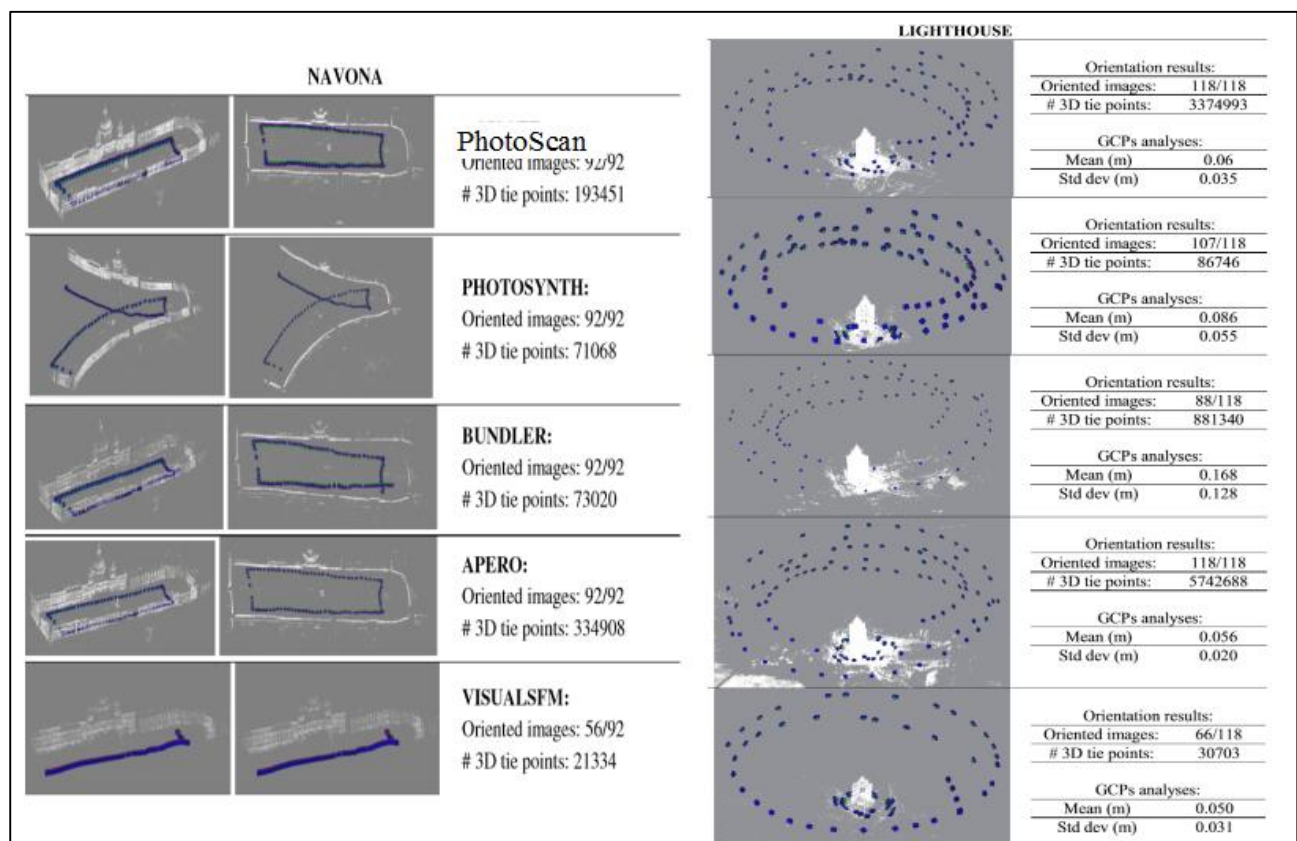 NAVONA
PhotoScan
Oriented images: 92/92
# 3D tie points: 193451
PHOTOSYNTH:
Oriented images: 92/92
# 3D tie points: 71068
BUNDLER:
Oriented images: 92/92
# 3D tie points: 73020
APERO:
Oriented images: 92/92
# 3D tie points: 334908
VISUALSFM:
Oriented images: 56/92
# 3D tie points: 21334
LIGHTHOUSE
Orientation results:
Oriented images: 118/118
# 3D tie points: 3374993
GCPs analyses:
Mean (m) 0.06
Std dev (m) 0.035
Orientation results:
Oriented images: 107/118
# 3D tie points: 86746
GCPs analyses:
Mean (m) 0.086
Std dev (m) 0.055
Orientation results:
Oriented images: 88/118
# 3D tie points: 881340
GCPs analyses:
Mean (m) 0.168
Std dev (m) 0.128
Orientation results:
Oriented images: 118/118
# 3D tie points: 5742688
GCPs analyses:
Mean (m) 0.056
Std dev (m) 0.020
Orientation results:
Oriented images: 66/118
# 3D tie points: 30703
GCPs analyses:
Mean (m) 0.050
Std dev (m) 0.031